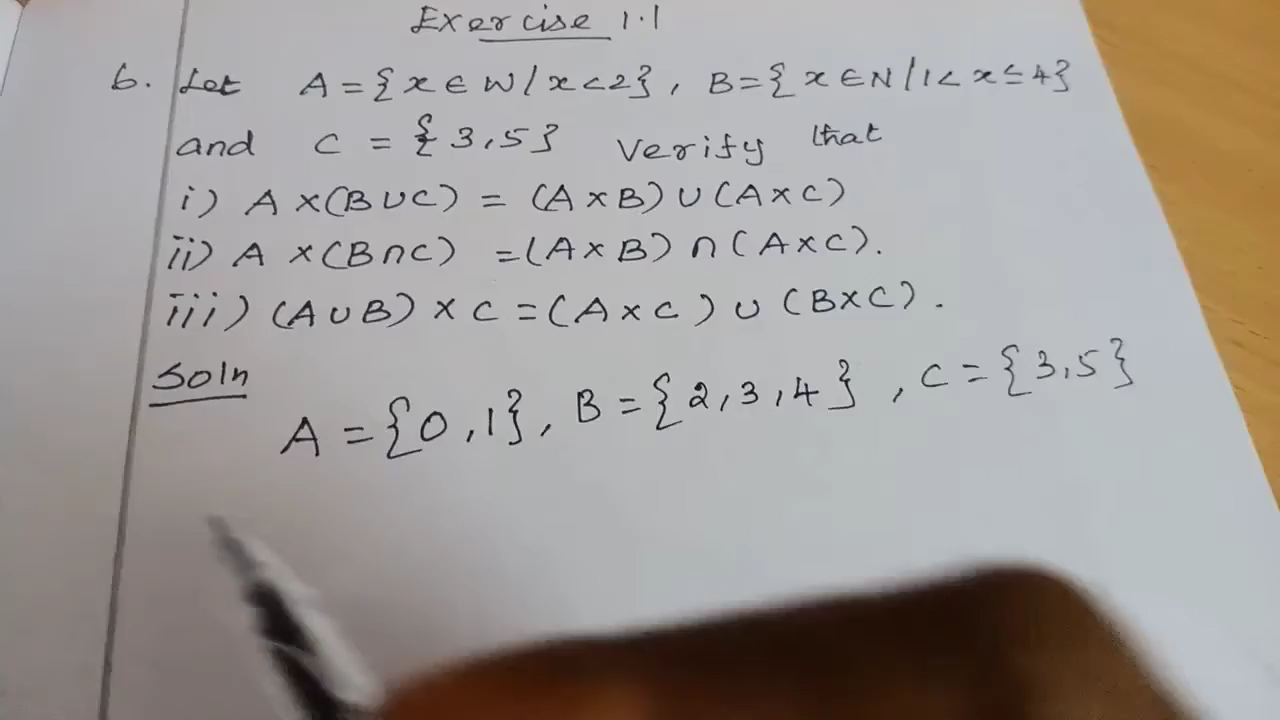 Exercise 1.1
6. Let A = {x ∈ W / x < 2}, B = {x ∈ N / 1 < x ≤ 4}
and C = {3, 5} verify that
i) A × (B ∪ C) = (A × B) ∪ (A × C)
ii) A × (B ∩ C) = (A × B) ∩ (A × C).
iii) (A ∪ B) × C = (A × C) ∪ (B × C).
Soln
A = {0, 1}, B = {2, 3, 4}, C = {3, 5}